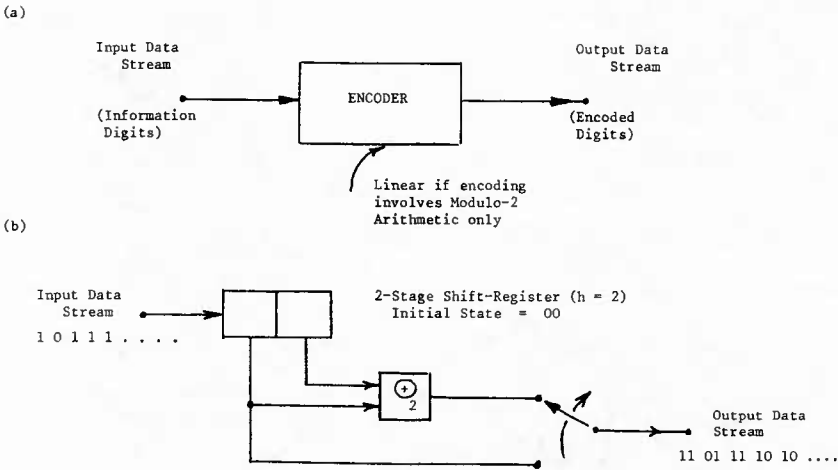 (a)
Input Data
Stream
Output Data
Stream
ENCODER
(Information
Digits)
(Encoded
Digits)
Linear if encoding
involves Modulo-2
Arithmetic only
(b)
Input Data
Stream
1 0 1 1 1 . . . .
2-Stage Shift-Register (h = 2)
Initial State = 00
+
2
Output Data
Stream
11 01 11 10 10 ....